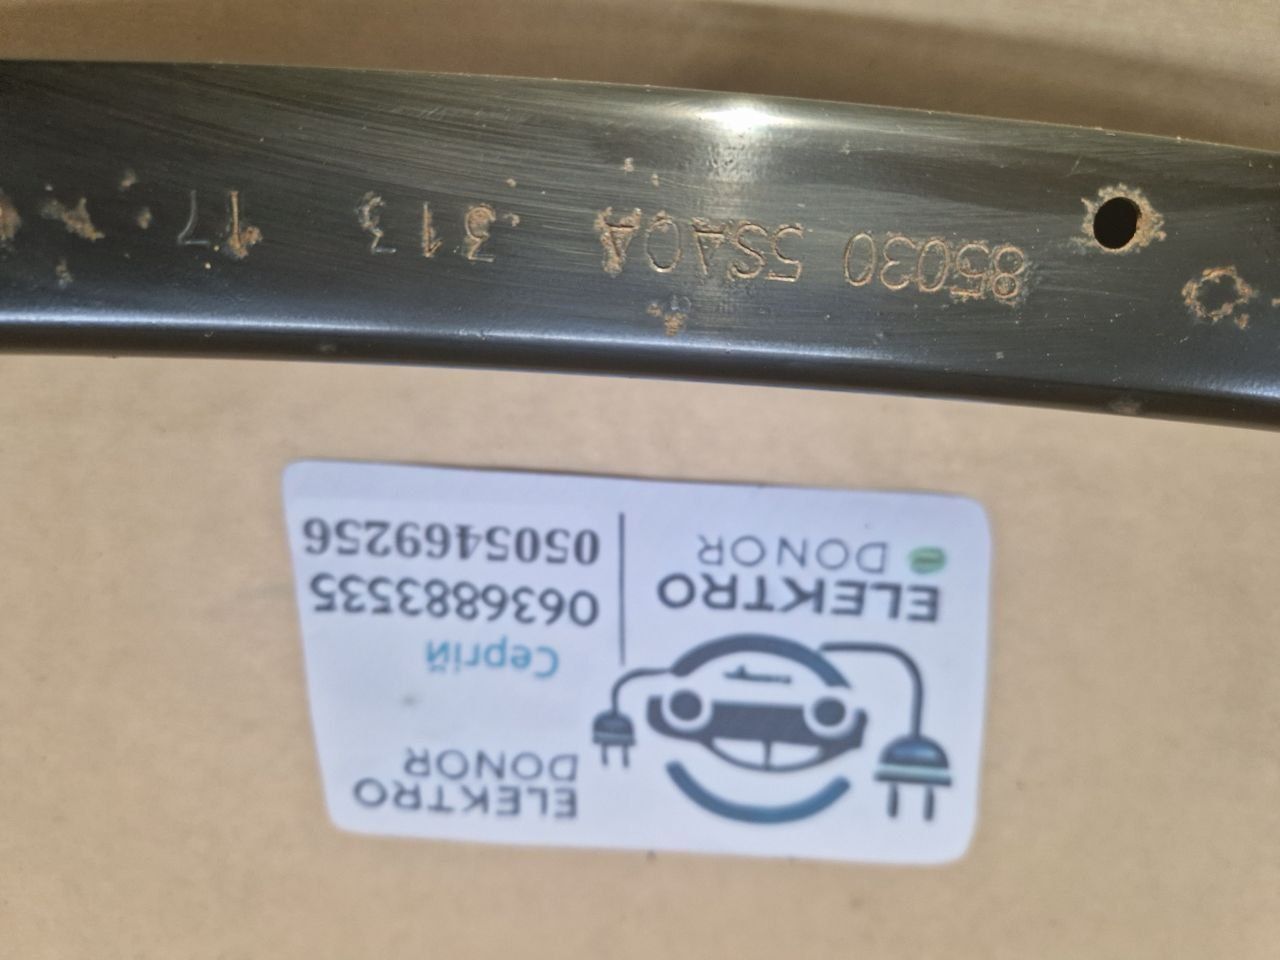 85030 5SA0A 313 17
ELEKTRO
DONOR
Сергій
0636883535
0505469256
ELEKTRO
DONOR